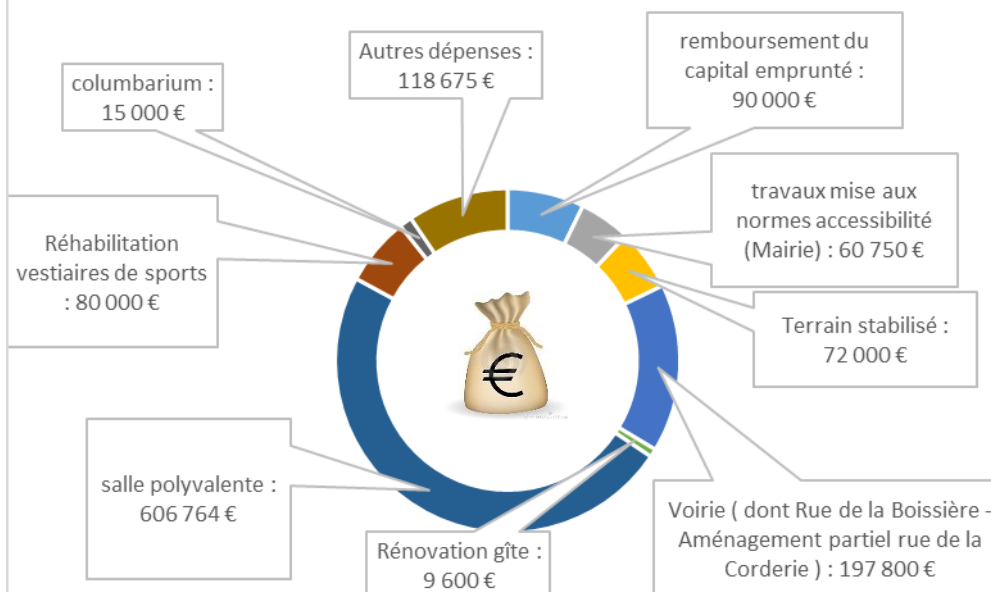 Autres dépenses :
118 675 €
remboursement du
capital emprunté :
90 000 €
columbarium :
15 000 €
travaux mise aux
normes accessibilité
(Mairie) : 60 750 €
Réhabilitation
vestiaires de sports
: 80 000 €
Terrain stabilisé :
72 000 €
€
salle polyvalente :
606 764 €
Rénovation gîte :
9 600 €
Voirie ( dont Rue de la Boissière -
Aménagement partiel rue de la
Corderie ) : 197 800 €